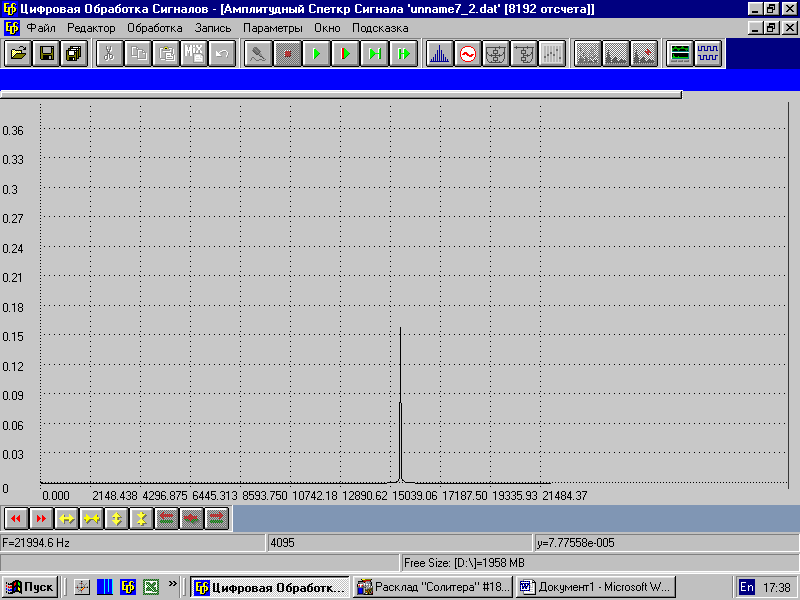 Цифровая Обработка Сигналов - [Амплитудный Спеткр Сигнала 'unname7_2.dat' [8192 отсчета]]
Файл Редактор Обработка Запись Параметры Окно Подсказка
MiX
0.36
0.33
0.3
0.27
0.24
0.21
0.18
0.15
0.12
0.09
0.06
0.03
0
0.000 2148.438 4296.875 6445.313 8593.750 10742.18 12890.62 15039.06 17187.50 19335.93 21484.37
F=21994.6 Hz 4095 y=7.77558e-005
Free Size: [D:\]=1958 MB
Пуск » Цифровая Обработк... Расклад "Солитера" #18... Документ1 - Microsoft W... En 17:38